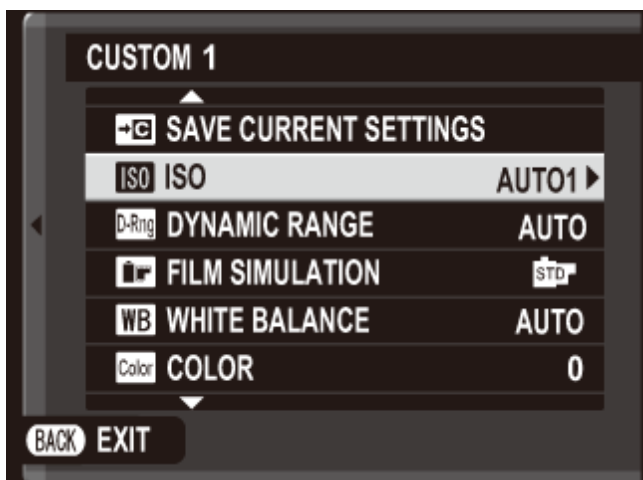 CUSTOM 1
→C SAVE CURRENT SETTINGS
ISO ISO AUTO1
D-Rng DYNAMIC RANGE AUTO
FILM SIMULATION STD
WB WHITE BALANCE AUTO
Color COLOR 0
BACK EXIT